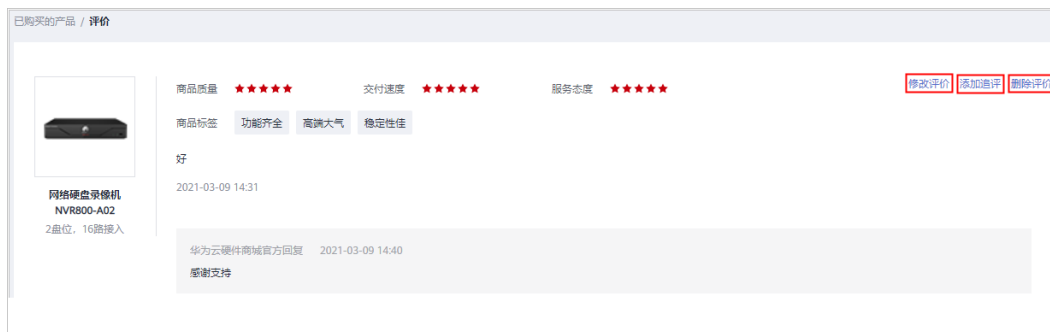 已购买的产品 / 评价
商品质量 交付速度 服务态度 修改评价 添加追评 删除评价
商品标签 功能齐全 高端大气 稳定性佳
好
2021-03-09 14:31
网络硬盘录像机
NVR800-A02
2盘位，16路接入
华为云硬件商城官方回复 2021-03-09 14:40
感谢支持